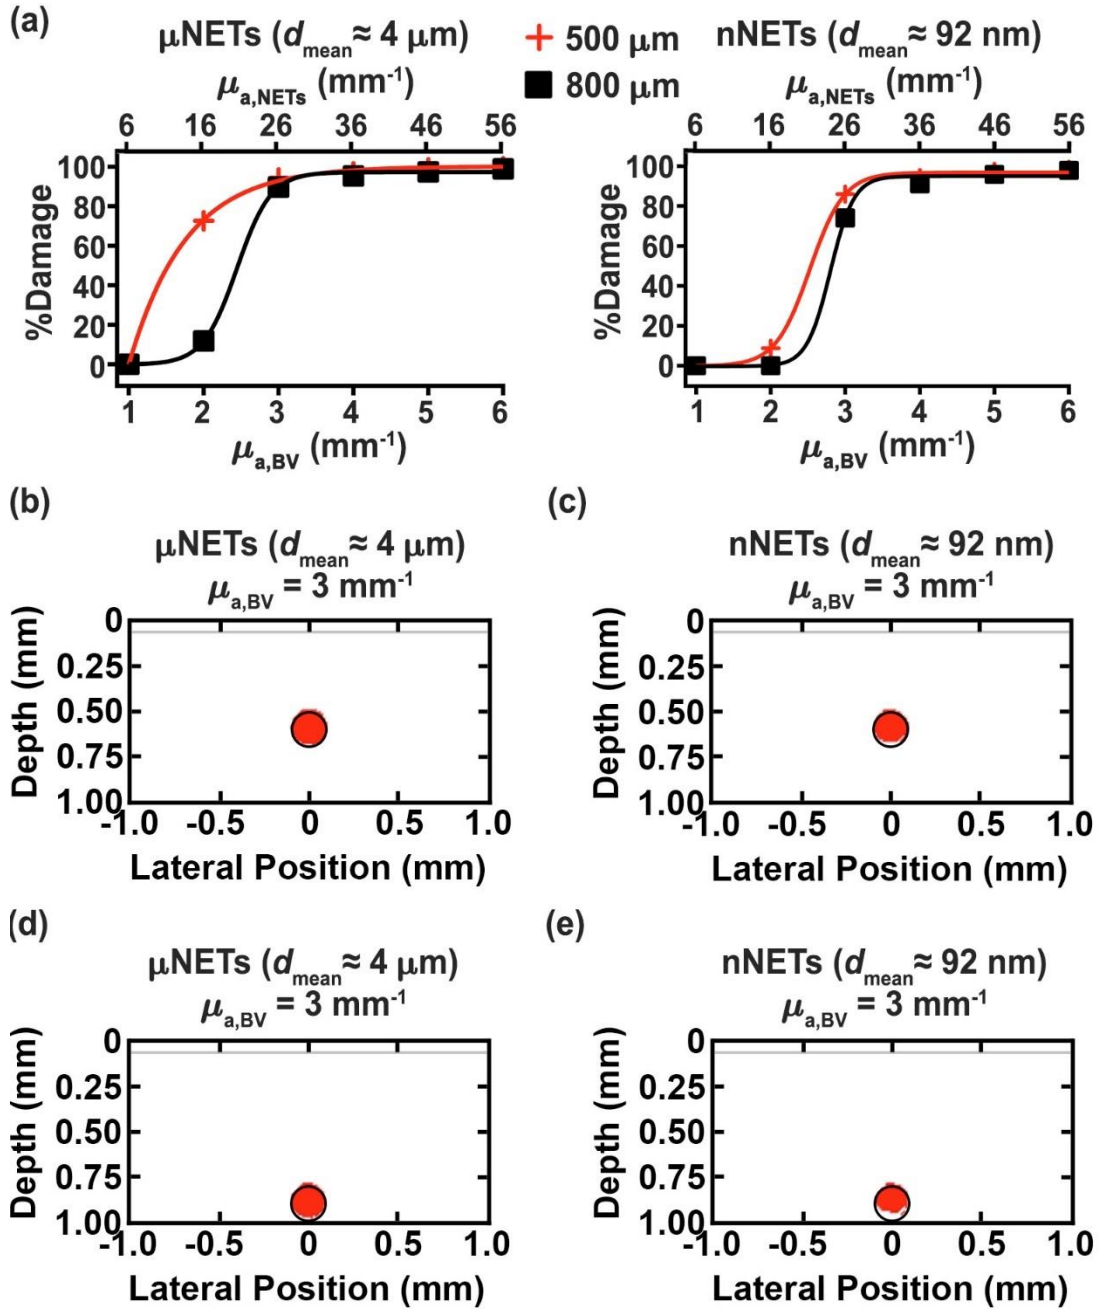 (a)
μNETs (dmean ≈ 4 μm)
500 μm
800 μm
nNETs (dmean ≈ 92 nm)
μa,NETs (mm-1)
μa,NETs (mm-1)
6 16 26 36 46 56
6 16 26 36 46 56
%Damage
100
80
60
40
20
0
1 2 3 4 5 6
μa,BV (mm-1)
%Damage
100
80
60
40
20
0
1 2 3 4 5 6
μa,BV (mm-1)
(b)
μNETs (dmean ≈ 4 μm)
μa,BV = 3 mm-1
Depth (mm)
0
0.25
0.50
0.75
1.00
-1.0 -0.5 0 0.5 1.0
Lateral Position (mm)
(c)
nNETs (dmean ≈ 92 nm)
μa,BV = 3 mm-1
Depth (mm)
0
0.25
0.50
0.75
1.00
-1.0 -0.5 0 0.5 1.0
Lateral Position (mm)
(d)
μNETs (dmean ≈ 4 μm)
μa,BV = 3 mm-1
Depth (mm)
0
0.25
0.50
0.75
1.00
-1.0 -0.5 0 0.5 1.0
Lateral Position (mm)
(e)
nNETs (dmean ≈ 92 nm)
μa,BV = 3 mm-1
Depth (mm)
0
0.25
0.50
0.75
1.00
-1.0 -0.5 0 0.5 1.0
Lateral Position (mm)